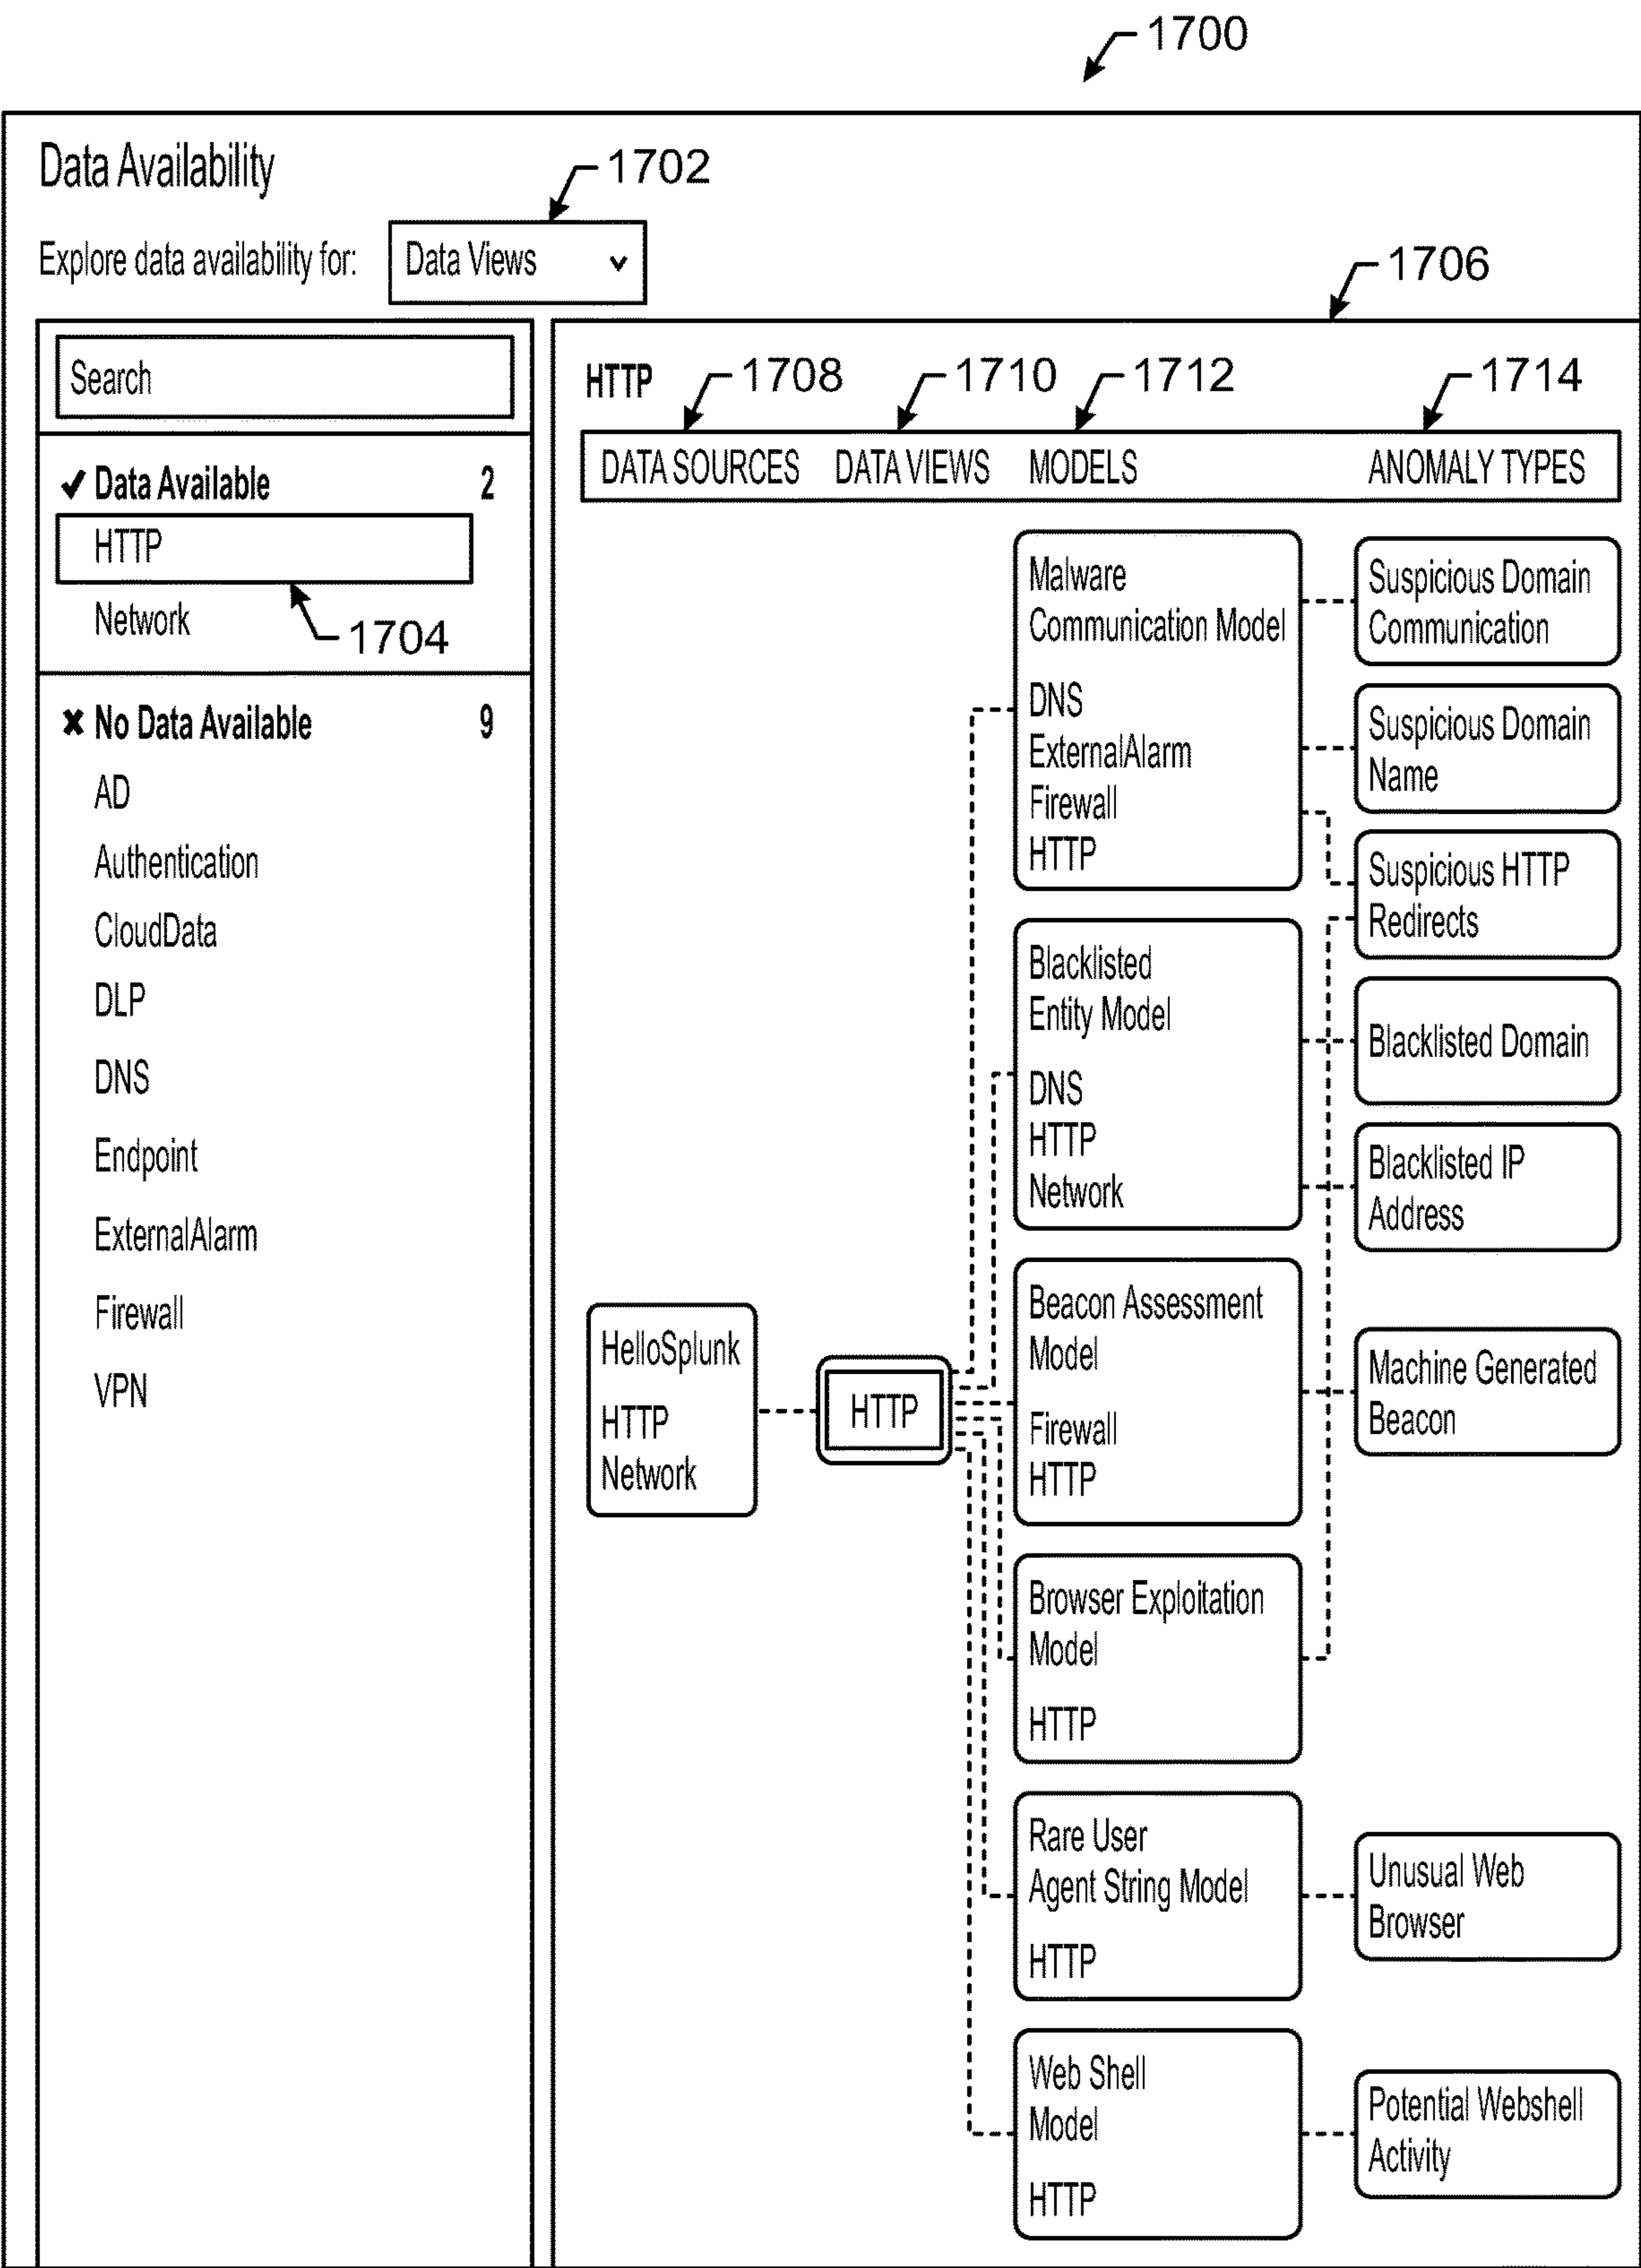 1700
Data Availability
1702
Explore data availability for:
Data Views
1706
Search
✔ Data Available 2
HTTP
Network
1704
✖ No Data Available 9
AD
Authentication
CloudData
DLP
DNS
Endpoint
ExternalAlarm
Firewall
VPN
HTTP
1708
1710
1712
1714
DATA SOURCES
DATA VIEWS
MODELS
ANOMALY TYPES
HelloSplunk
HTTP
Network
HTTP
Malware
Communication Model
DNS
ExternalAlarm
Firewall
HTTP
Blacklisted
Entity Model
DNS
HTTP
Network
Beacon Assessment
Model
Firewall
HTTP
Browser Exploitation
Model
HTTP
Rare User
Agent String Model
HTTP
Web Shell
Model
HTTP
Suspicious Domain
Communication
Suspicious Domain
Name
Suspicious HTTP
Redirects
Blacklisted Domain
Blacklisted IP
Address
Machine Generated
Beacon
Unusual Web
Browser
Potential Webshell
Activity